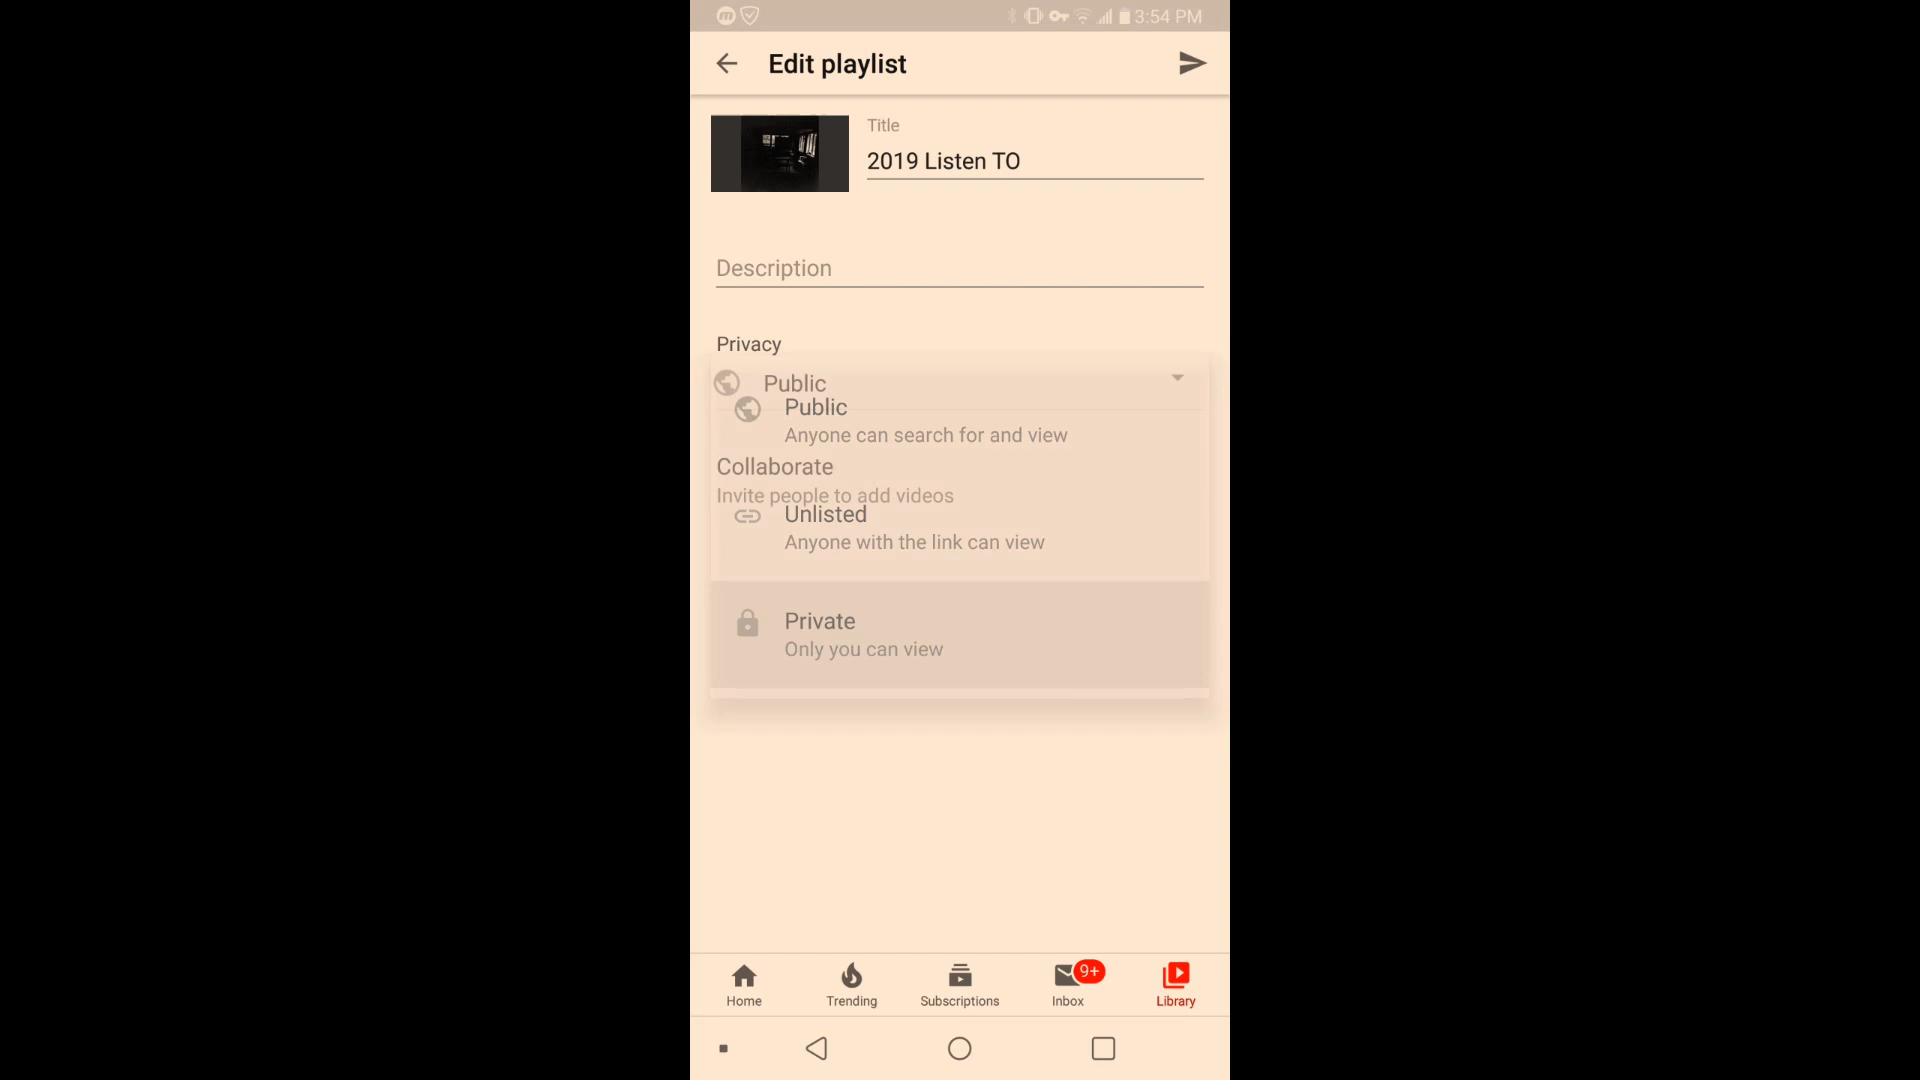 3:54 PM
Edit playlist
Title
2019 Listen TO
Description
Privacy
Public
Public
Anyone can search for and view
Collaborate
Invite people to add videos
Unlisted
Anyone with the link can view
Private
Only you can view
9+
Home
Trending
Subscriptions
Inbox
Library